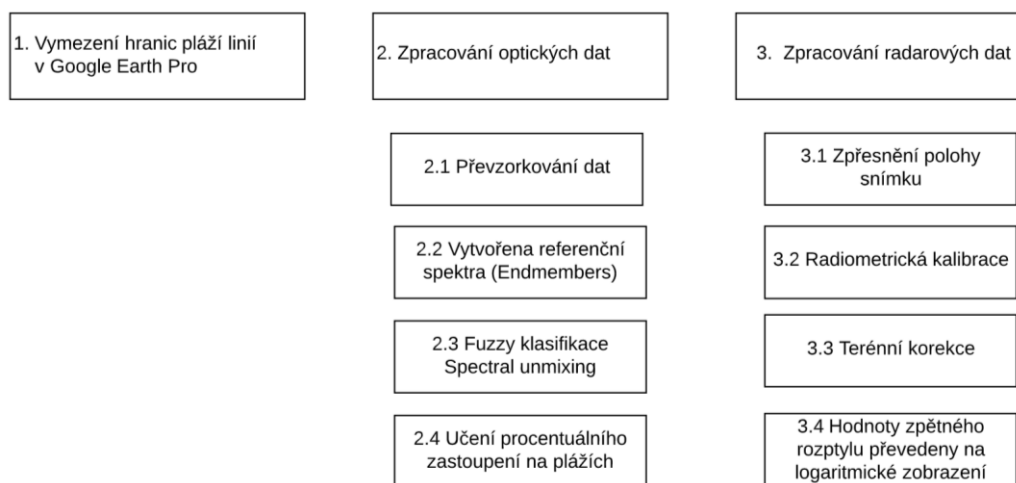 1. Vymezení hranic pláží linií
v Google Earth Pro
2. Zpracování optických dat
3. Zpracování radarových dat
2.1 Převzorkování dat
2.2 Vytvořena referenční
spektra (Endmembers)
2.3 Fuzzy klasifikace
Spectral unmixing
2.4 Učení procentuálního
zastoupení na plážích
3.1 Zpřesnění polohy
snímku
3.2 Radiometrická kalibrace
3.3 Terénní korekce
3.4 Hodnoty zpětného
rozptylu převedeny na
logaritmické zobrazení